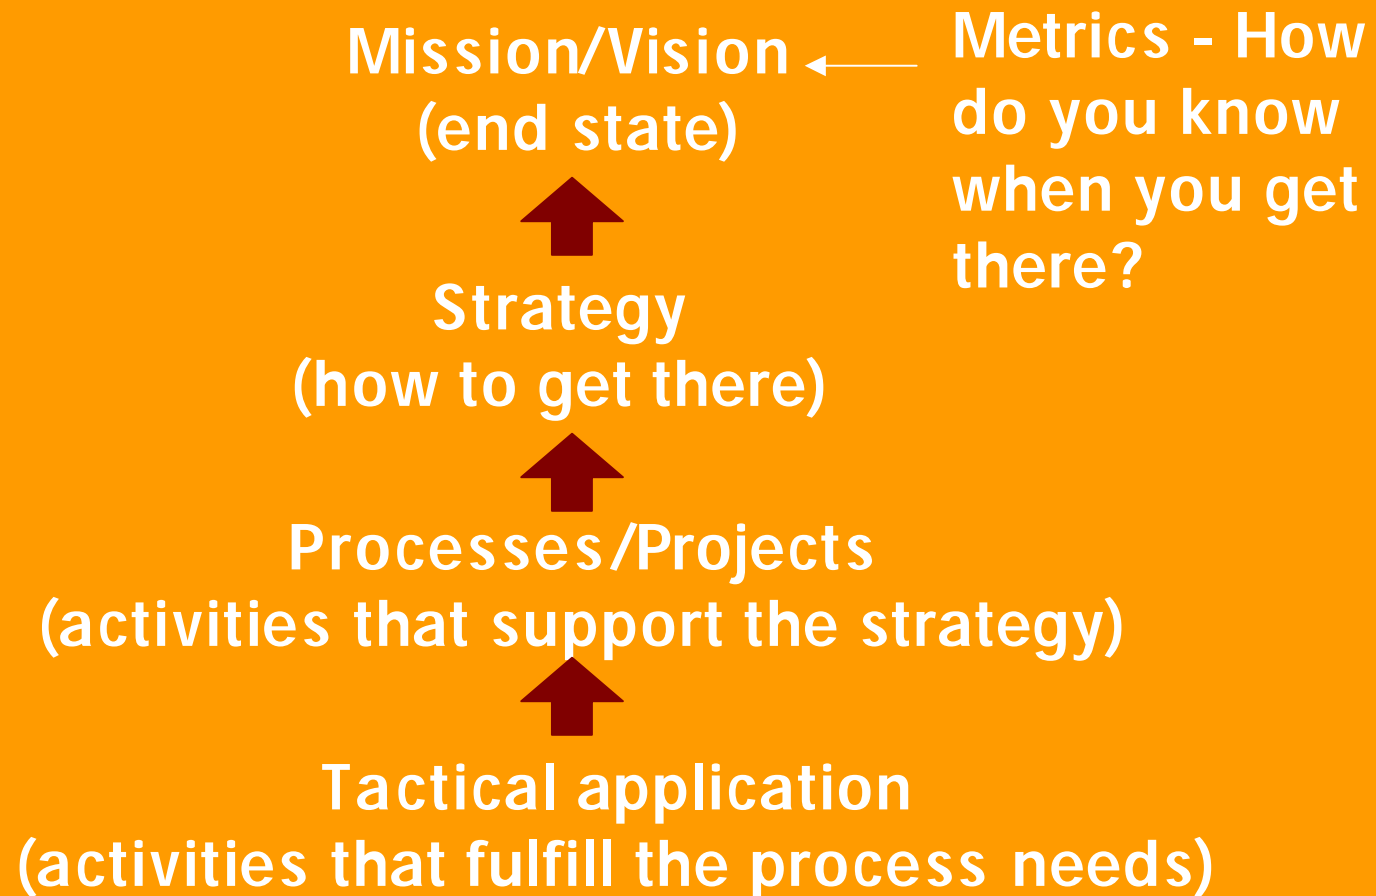 Mission/Vision
(end state)
Metrics - How
do you know
when you get
there?
Strategy
(how to get there)
Processes/Projects
(activities that support the strategy)
Tactical application
(activities that fulfill the process needs)